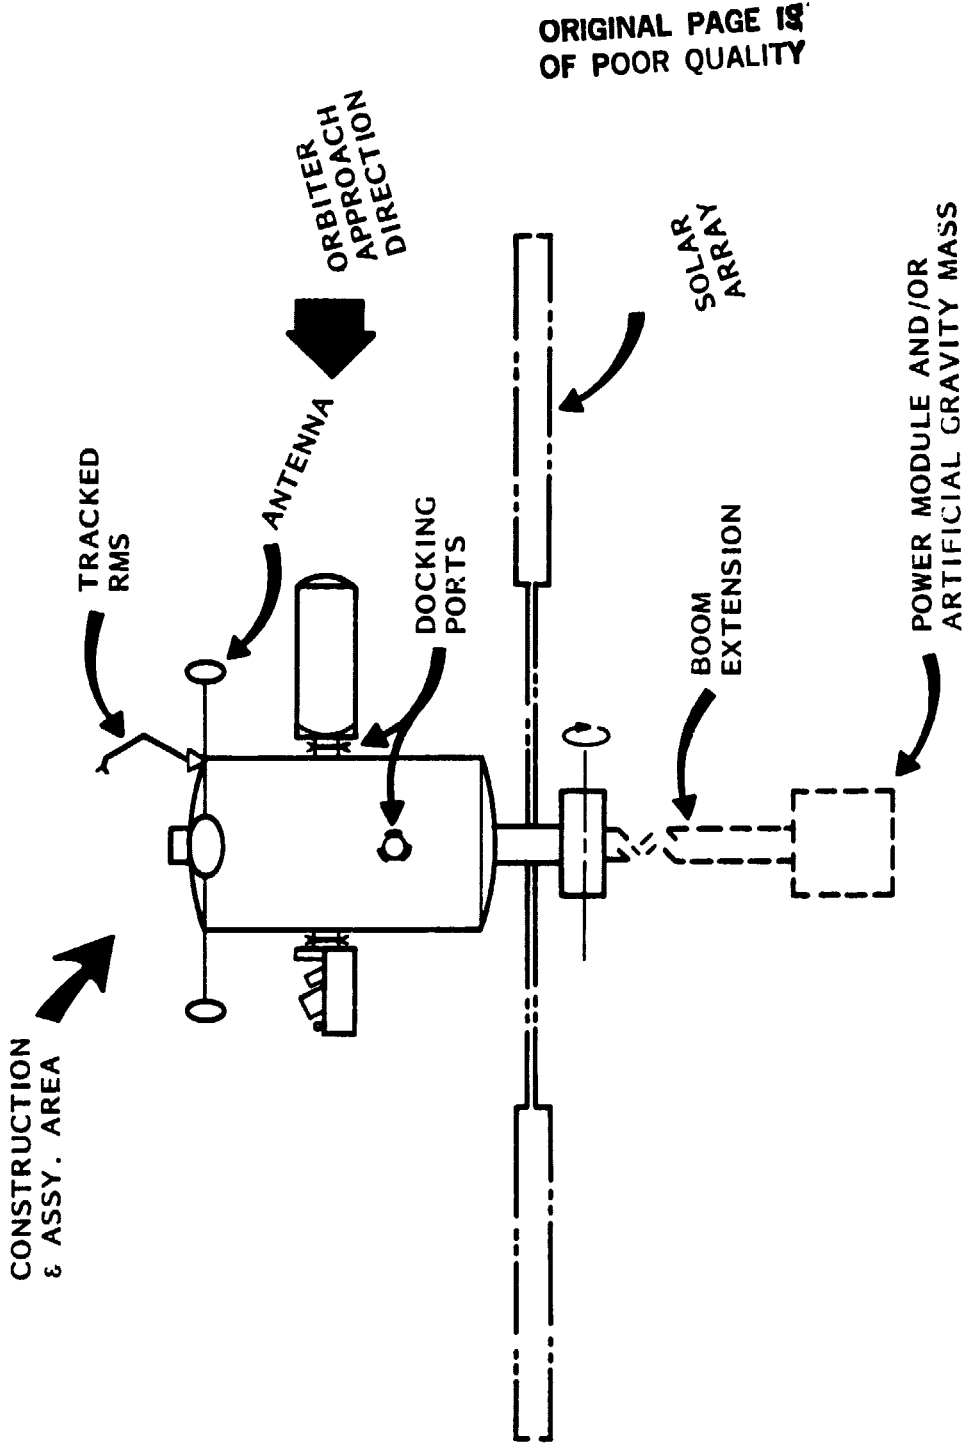 ORIGINAL PAGE IS
OF POOR QUALITY
CONSTRUCTION
& ASSY. AREA
TRACKED
RMS
ANTENNA
ORBITER
APPROACH
DIRECTION
DOCKING
PORTS
SOLAR
ARRAY
BOOM
EXTENSION
POWER MODULE AND/OR
ARTIFICIAL GRAVITY MASS